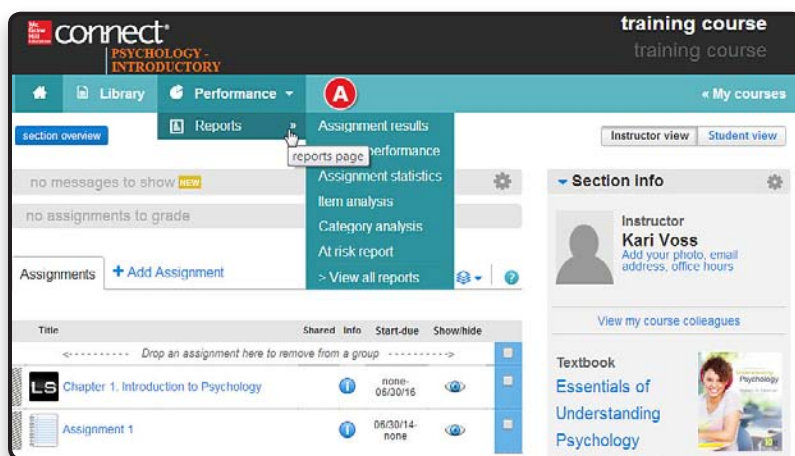 Mc
Graw
Hill
Education
connect
PSYCHOLOGY -
INTRODUCTORY
training course
training course
Library
Performance
A
« My courses
section overview
Reports »
reports page
Assignment results
performance
Assignment statistics
Item analysis
Category analysis
At risk report
> View all reports
Instructor view
Student view
no messages to show NEW
no assignments to grade
Assignments
+ Add Assignment
?
Title
Shared
Info
Start-due
Show/hide
<---------- Drop an assignment here to remove from a group ---------->
LS
Chapter 1. Introduction to Psychology
i
none-
06/30/16
Assignment 1
i
06/30/14-
none
Section Info
Instructor
Kari Voss
Add your photo, email
address, office hours
View my course colleagues
Textbook
Essentials of
Understanding
Psychology
Understanding
Psychology